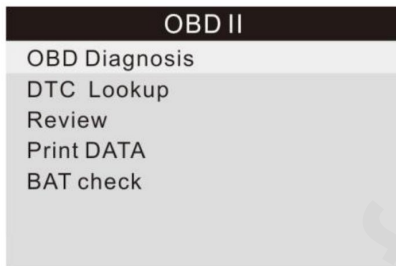 OBD II
OBD Diagnosis
DTC Lookup
Review
Print DATA
BAT check